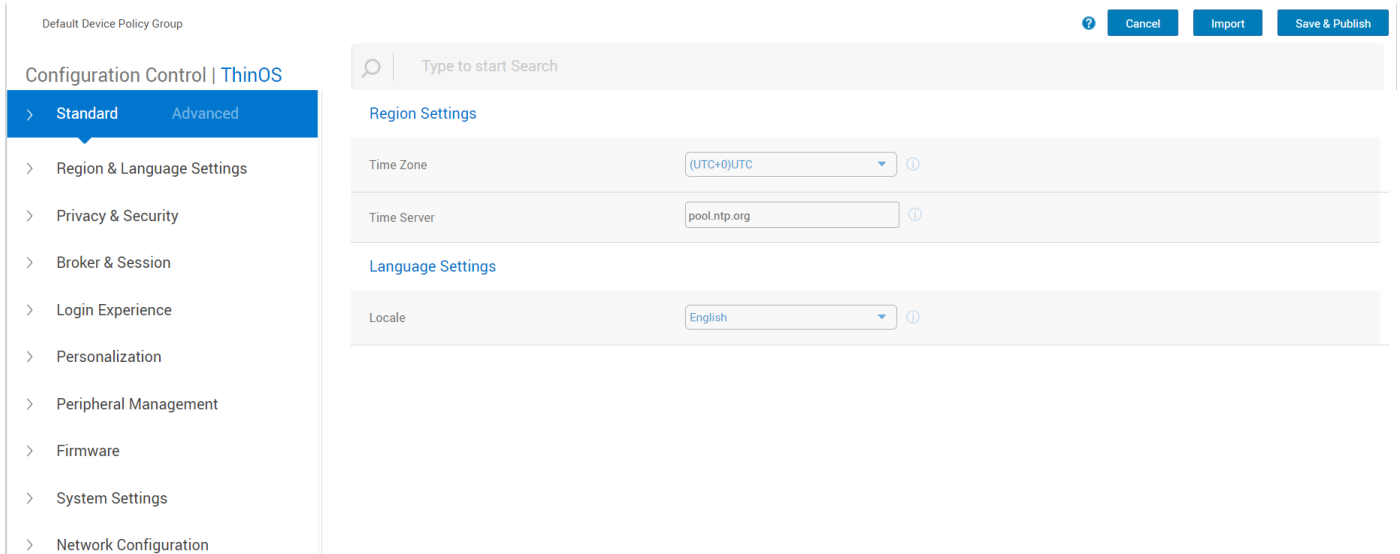 Default Device Policy Group
? Cancel Import Save & Publish
Configuration Control | ThinOS
Type to start Search
Standard Advanced
Region & Language Settings
Privacy & Security
Broker & Session
Login Experience
Personalization
Peripheral Management
Firmware
System Settings
Network Configuration
Region Settings
Time Zone (UTC+0)UTC
Time Server pool.ntp.org
Language Settings
Locale English